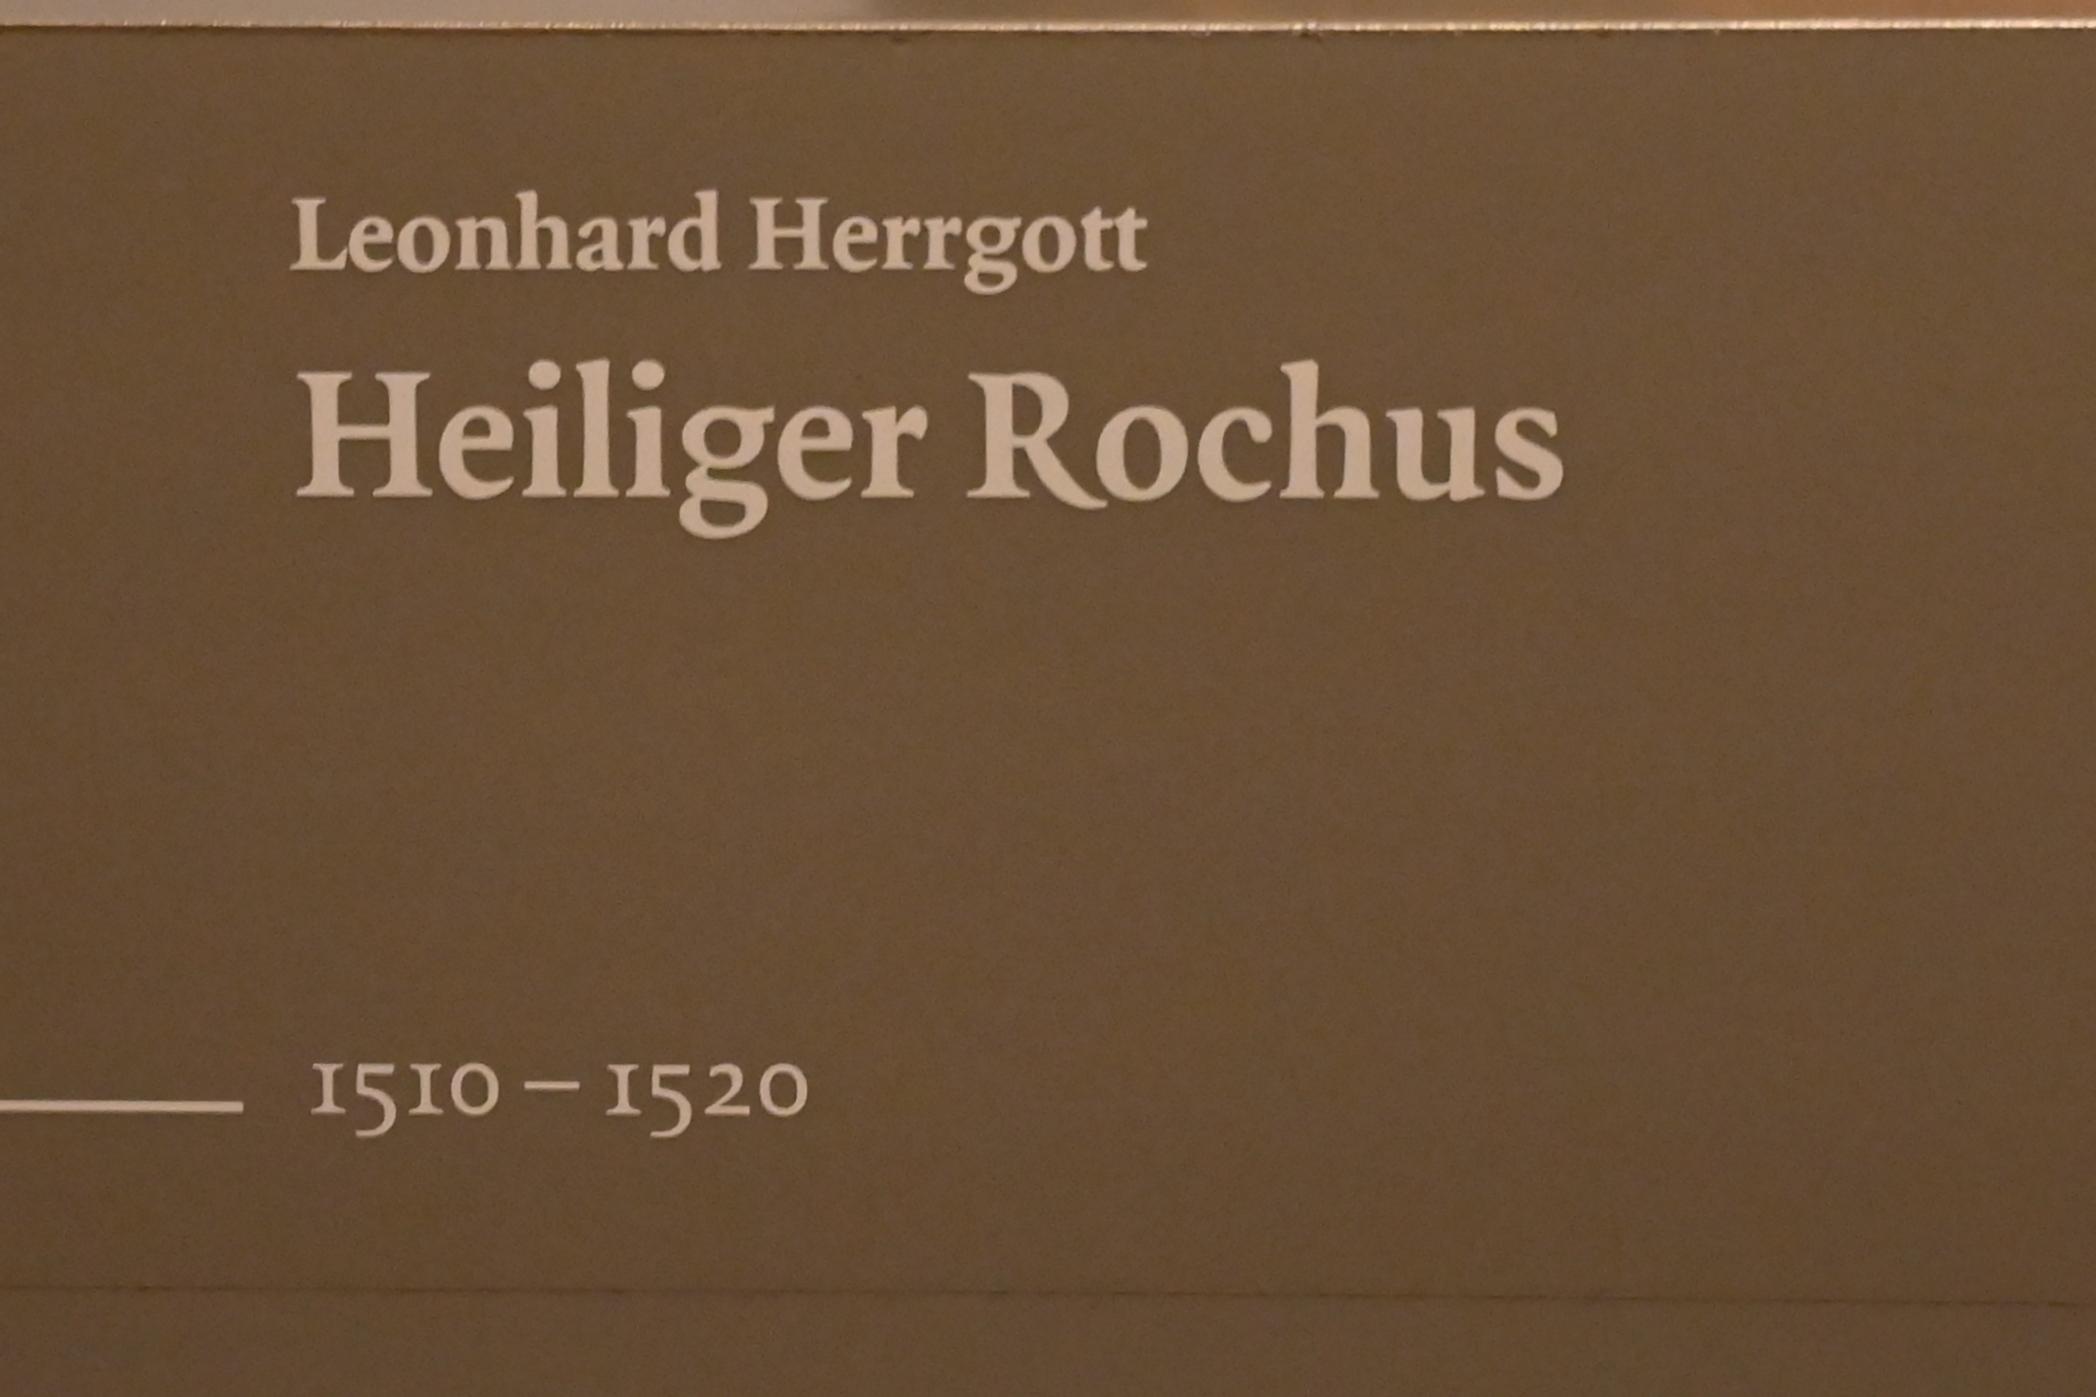 Leonhard Herrgott
Heiliger Rochus
1510 – 1520